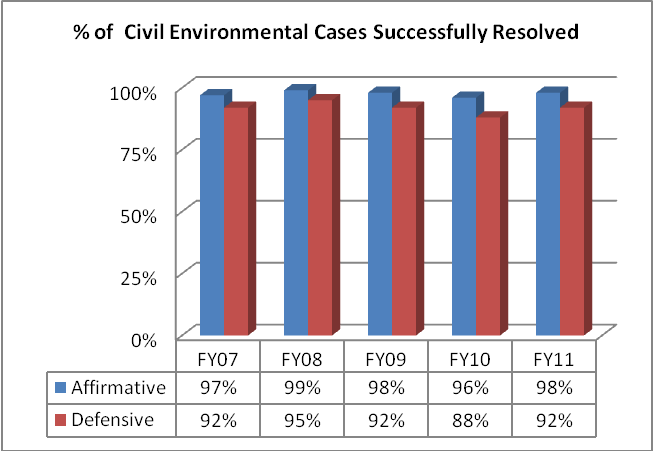 % of Civil Environmental Cases Successfully Resolved
100%
75%
50%
25%
0%
FY07 FY08 FY09 FY10 FY11
Affirmative 97% 99% 98% 96% 98%
Defensive 92% 95% 92% 88% 92%